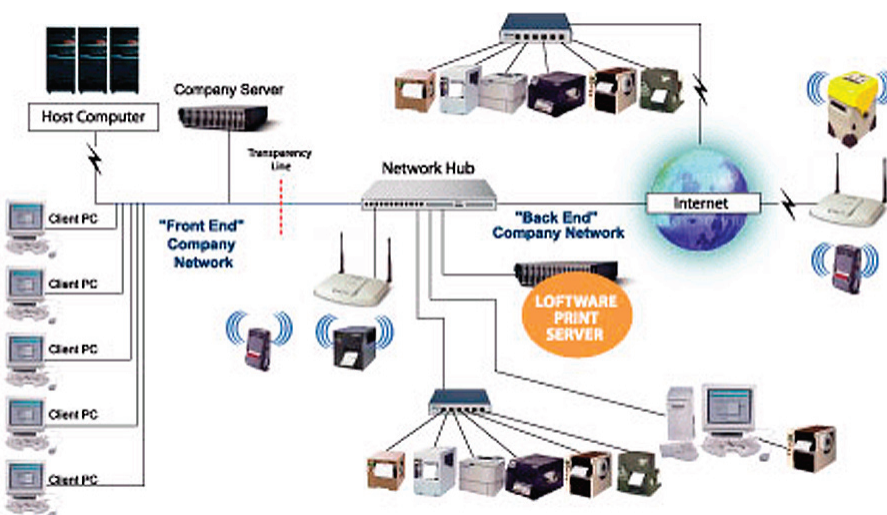 Company Server
Host Computer
Transparency
Line
Network Hub
Client PC
"Front End"
Company
Network
"Back End"
Company Network
Internet
Client PC
LOFTWARE
PRINT
SERVER
Client PC
Client PC
Client PC